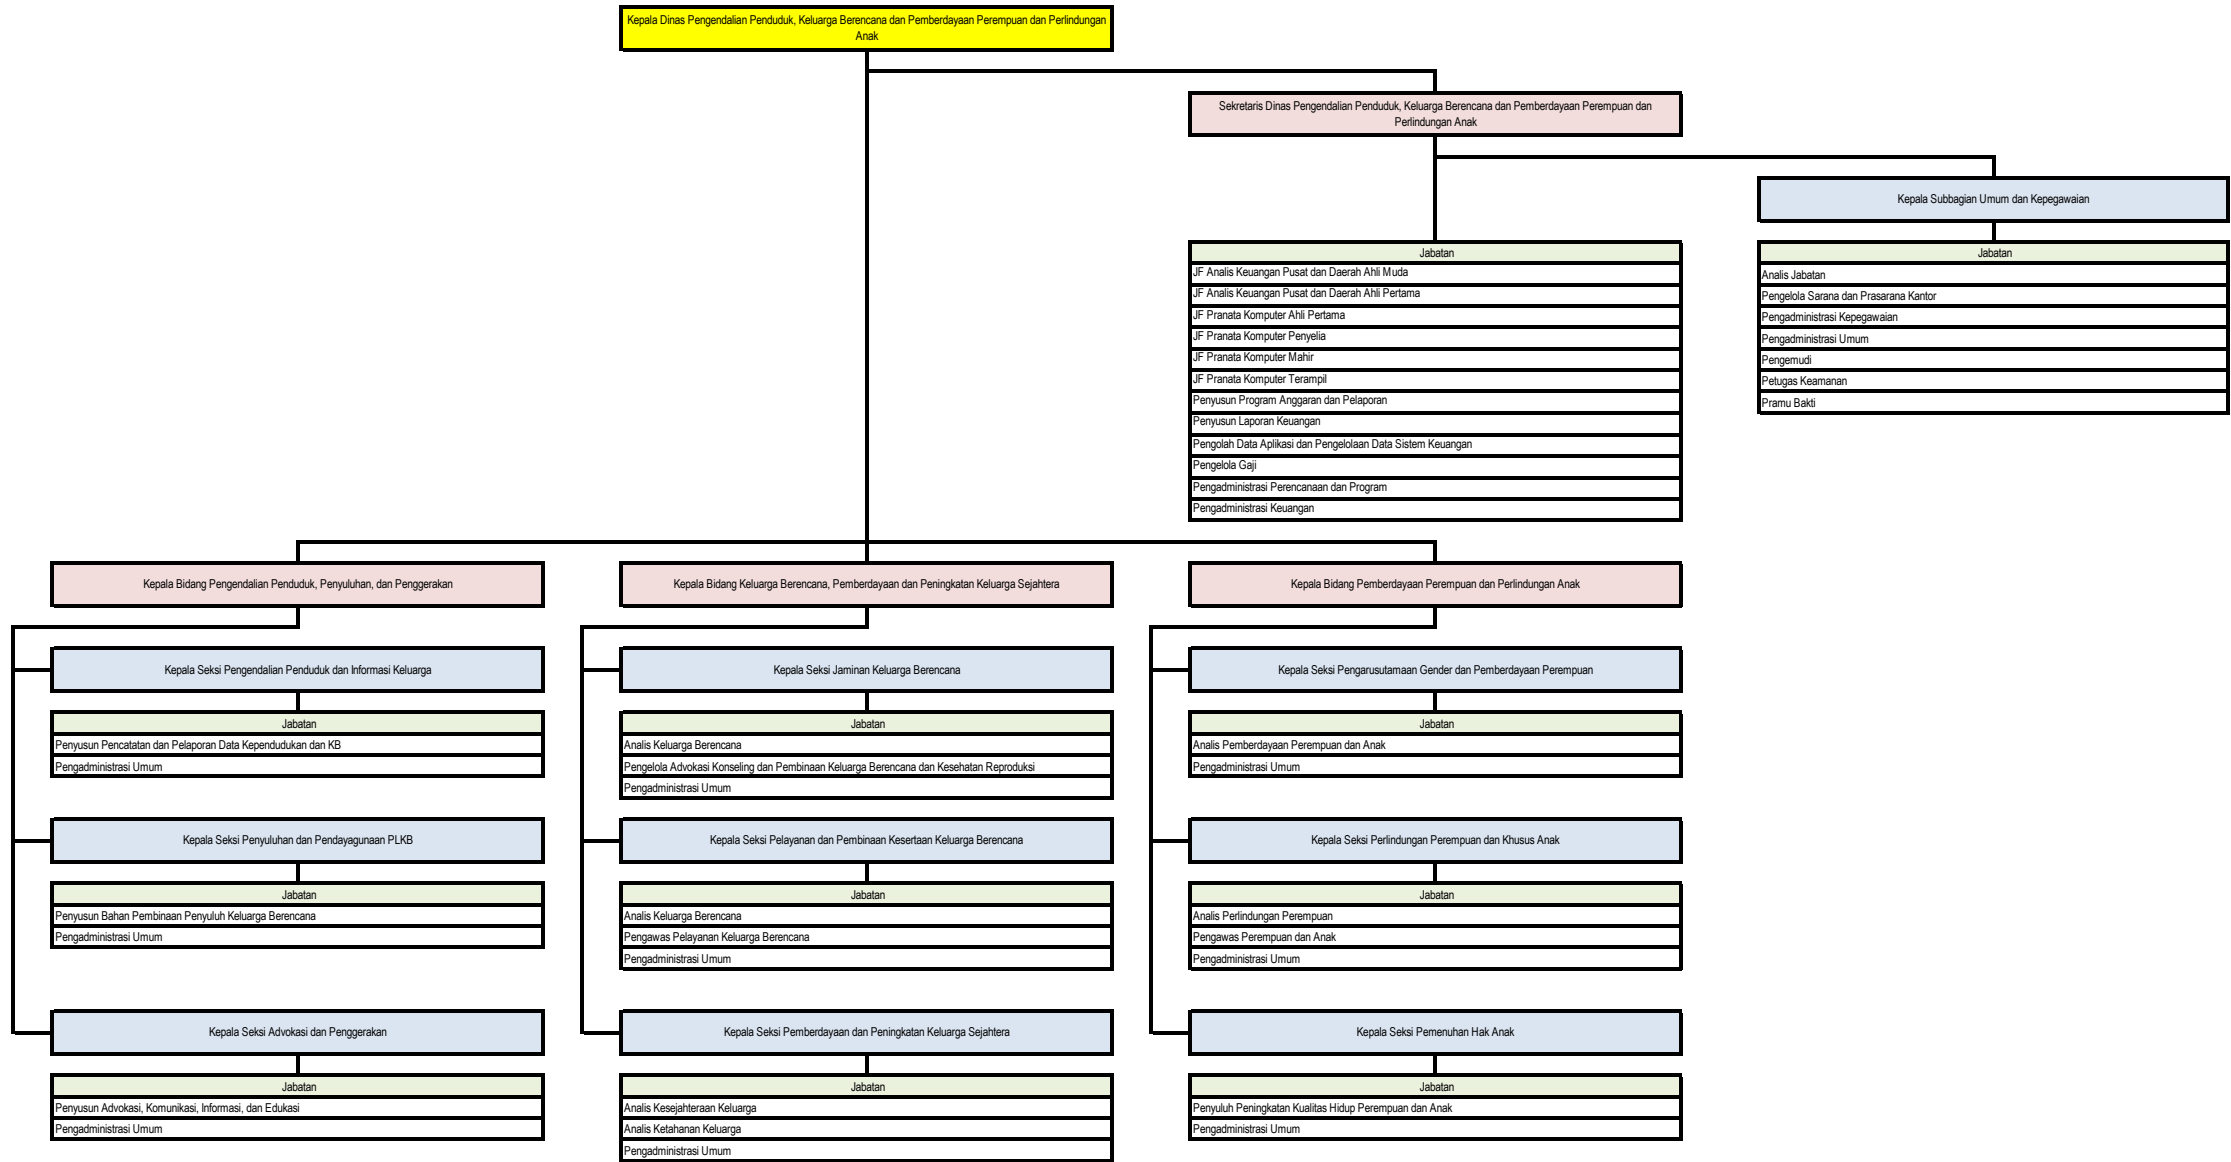 Kepala Dinas Pengendalian Penduduk, Keluarga Berencana dan Pemberdayaan Perempuan dan Perlindungan
Anak
Sekretaris Dinas Pengendalian Penduduk, Keluarga Berencana dan Pemberdayaan Perempuan dan
Perlindungan Anak
Kepala Subbagian Umum dan Kepegawaian
Jabatan
JF Analis Keuangan Pusat dan Daerah Ahli Muda
JF Analis Keuangan Pusat dan Daerah Ahli Pertama
JF Pranata Komputer Ahli Pertama
JF Pranata Komputer Penyelia
JF Pranata Komputer Mahir
JF Pranata Komputer Terampil
Penyusun Program Anggaran dan Pelaporan
Penyusun Laporan Keuangan
Pengolah Data Aplikasi dan Pengelolaan Data Sistem Keuangan
Pengelola Gaji
Pengadministrasi Perencanaan dan Program
Pengadministrasi Keuangan
Jabatan
Analis Jabatan
Pengelola Sarana dan Prasarana Kantor
Pengadministrasi Kepegawaian
Pengadministrasi Umum
Pengemudi
Petugas Keamanan
Pramu Bakti
Kepala Bidang Pengendalian Penduduk, Penyuluhan, dan Penggerakan
Kepala Seksi Pengendalian Penduduk dan Informasi Keluarga
Jabatan
Penyusun Pencatatan dan Pelaporan Data Kependudukan dan KB
Pengadministrasi Umum
Kepala Seksi Penyuluhan dan Pendayagunaan PLKB
Jabatan
Penyusun Bahan Pembinaan Penyuluh Keluarga Berencana
Pengadministrasi Umum
Kepala Seksi Advokasi dan Penggerakan
Jabatan
Penyusun Advokasi, Komunikasi, Informasi, dan Edukasi
Pengadministrasi Umum
Kepala Bidang Keluarga Berencana, Pemberdayaan dan Peningkatan Keluarga Sejahtera
Kepala Seksi Jaminan Keluarga Berencana
Jabatan
Analis Keluarga Berencana
Pengelola Advokasi Konseling dan Pembinaan Keluarga Berencana dan Kesehatan Reproduksi
Pengadministrasi Umum
Kepala Seksi Pelayanan dan Pembinaan Kesertaan Keluarga Berencana
Jabatan
Analis Keluarga Berencana
Pengawas Pelayanan Keluarga Berencana
Pengadministrasi Umum
Kepala Seksi Pemberdayaan dan Peningkatan Keluarga Sejahtera
Jabatan
Analis Kesejahteraan Keluarga
Analis Ketahanan Keluarga
Pengadministrasi Umum
Kepala Bidang Pemberdayaan Perempuan dan Perlindungan Anak
Kepala Seksi Pengarusutamaan Gender dan Pemberdayaan Perempuan
Jabatan
Analis Pemberdayaan Perempuan dan Anak
Pengadministrasi Umum
Kepala Seksi Perlindungan Perempuan dan Khusus Anak
Jabatan
Analis Perlindungan Perempuan
Pengawas Perempuan dan Anak
Pengadministrasi Umum
Kepala Seksi Pemenuhan Hak Anak
Jabatan
Penyuluh Peningkatan Kualitas Hidup Perempuan dan Anak
Pengadministrasi Umum